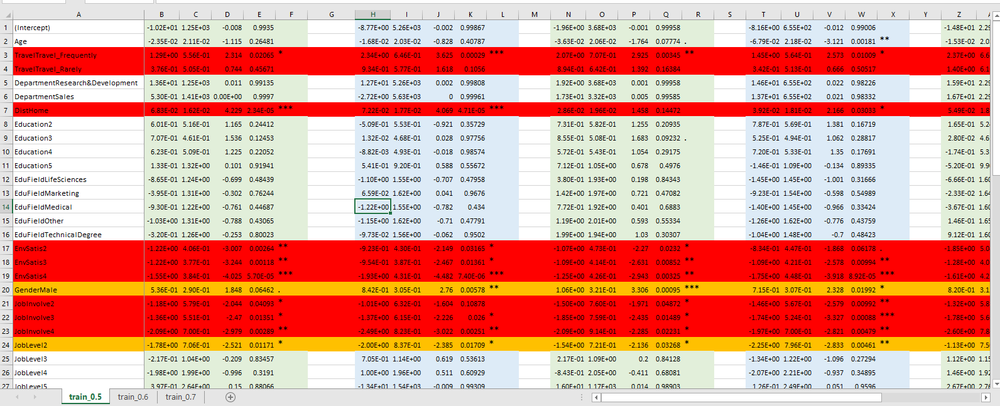 A B C D E F G H I J K L M N O P Q R S T U V W X Y Z
1 (Intercept) -1.02E+01 1.25E+03 -0.008 0.9935 -8.77E+00 5.26E+03 -0.002 0.99867 -1.96E+00 3.68E+03 -0.001 0.99958 -8.16E+00 6.55E+02 -0.012 0.99006 -1.48E+01 2.29
2 Age -2.35E-02 2.11E-02 -1.115 0.26481 -1.68E-02 2.03E-02 -0.828 0.40787 -3.63E-02 2.06E-02 -1.764 0.07774 . -6.79E-02 2.18E-02 -3.121 0.00181 ** -1.53E-02 2.0
3 TravelTravel_Frequently 1.29E+00 5.56E-01 2.314 0.02065 * 2.34E+00 6.46E-01 3.625 0.00029 *** 2.07E+00 7.07E-01 2.925 0.00345 ** 1.45E+00 5.64E-01 2.573 0.01009 * 2.37E+00 6.6
4 TravelTravel_Rarely 3.76E-01 5.05E-01 0.744 0.45671 9.34E-01 5.77E-01 1.618 0.1056 8.94E-01 6.42E-01 1.392 0.16384 3.42E-01 5.13E-01 0.666 0.50517 1.40E+00 6.1
5 DepartmentResearch&Development 1.36E+01 1.25E+03 0.011 0.99135 1.27E+01 5.26E+03 0.002 0.99808 1.92E+00 3.68E+03 0.001 0.99958 1.46E+01 6.55E+02 0.022 0.98226 1.59E+01 2.29
6 DepartmentSales 5.30E-01 1.41E+03 0.00E+00 0.9997 -2.72E+00 5.63E+03 0 0.99961 1.73E+01 3.32E+03 0.005 0.99585 1.37E+01 6.55E+02 0.021 0.98332 1.67E+01 2.29
7 DistHome 6.83E-02 1.62E-02 4.229 2.34E-05 *** 7.22E-02 1.77E-02 4.069 4.71E-05 *** 2.86E-02 1.96E-02 1.458 0.14472 3.92E-02 1.81E-02 2.166 0.03033 * 5.49E-02 1.8
8 Education2 6.01E-01 5.16E-01 1.165 0.24412 -5.09E-01 5.53E-01 -0.921 0.35729 7.31E-01 5.82E-01 1.255 0.20935 7.87E-01 5.69E-01 1.381 0.16719 1.65E-01 5.2
9 Education3 7.07E-01 4.61E-01 1.536 0.12453 1.32E-02 4.68E-01 0.028 0.97756 8.55E-01 5.08E-01 1.683 0.09232 . 5.25E-01 4.94E-01 1.062 0.28817 2.80E-02 4.6
10 Education4 6.23E-01 5.09E-01 1.225 0.22052 -8.82E-03 4.93E-01 -0.018 0.98574 5.72E-01 5.43E-01 1.054 0.29175 7.20E-01 5.33E-01 1.35 0.17691 -1.74E-01 5.3
11 Education5 1.33E-01 1.32E+00 0.101 0.91941 5.41E-01 9.20E-01 0.588 0.55672 7.12E-01 1.05E+00 0.678 0.4976 -1.46E-01 1.09E+00 -0.134 0.89335 -5.20E-01 9.9
12 EduFieldLifeSciences -8.65E-01 1.24E+00 -0.699 0.48439 -1.10E+00 1.55E+00 -0.707 0.47958 3.80E-01 1.93E+00 0.198 0.84343 -1.45E+00 1.45E+00 -1.001 0.31666 -6.66E-01 1.60
13 EduFieldMarketing -3.95E-01 1.31E+00 -0.302 0.76244 6.59E-02 1.62E+00 0.041 0.9676 1.42E+00 1.97E+00 0.721 0.47082 -9.23E-01 1.54E+00 -0.598 0.54989 -2.33E-02 1.64
14 EduFieldMedical -9.30E-01 1.22E+00 -0.761 0.44687 -1.22E+00 1.55E+00 -0.782 0.434 7.72E-01 1.92E+00 0.401 0.6883 -1.40E+00 1.45E+00 -0.966 0.33424 -3.67E-01 1.60
15 EduFieldOther -1.03E+00 1.31E+00 -0.788 0.43065 -1.15E+00 1.62E+00 -0.71 0.47791 1.19E+00 2.01E+00 0.593 0.55334 -1.26E+00 1.62E+00 -0.776 0.43759 1.46E-01 1.65
16 EduFieldTechnicalDegree -3.20E-01 1.26E+00 -0.253 0.80023 -9.73E-02 1.56E+00 -0.062 0.9502 1.99E+00 1.94E+00 1.03 0.30307 -1.04E+00 1.48E+00 -0.7 0.48423 9.12E-01 1.60
17 EnvSatis2 -1.22E+00 4.06E-01 -3.007 0.00264 ** -9.23E-01 4.30E-01 -2.149 0.03165 * -1.07E+00 4.73E-01 -2.27 0.0232 * -8.34E-01 4.47E-01 -1.868 0.06178 . -1.85E+00 5.0
18 EnvSatis3 -1.22E+00 3.77E-01 -3.244 0.00118 ** -9.54E-01 3.87E-01 -2.467 0.01361 * -1.09E+00 4.14E-01 -2.631 0.00852 ** -1.09E+00 4.21E-01 -2.578 0.00994 ** -1.28E+00 4.0
19 EnvSatis4 -1.55E+00 3.84E-01 -4.025 5.70E-05 *** -1.93E+00 4.31E-01 -4.482 7.40E-06 *** -1.25E+00 4.26E-01 -2.943 0.00325 ** -1.75E+00 4.48E-01 -3.918 8.92E-05 *** -1.61E+00 4.2
20 GenderMale 5.36E-01 2.90E-01 1.848 0.06462 . 8.42E-01 3.05E-01 2.76 0.00578 ** 1.06E+00 3.21E-01 3.306 0.00095 *** 7.15E-01 3.07E-01 2.328 0.01992 * 8.20E-01 3.1
21 JobInvolve2 -1.18E+00 5.79E-01 -2.044 0.04093 * -1.01E+00 6.32E-01 -1.604 0.10878 -1.50E+00 7.60E-01 -1.971 0.04872 * -1.46E+00 5.67E-01 -2.579 0.00992 ** -1.32E+00 5.8
22 JobInvolve3 -1.36E+00 5.51E-01 -2.47 0.01351 * -1.37E+00 6.15E-01 -2.226 0.026 * -1.85E+00 7.59E-01 -2.435 0.01489 * -1.74E+00 5.24E-01 -3.327 0.00088 *** -1.78E+00 5.6
23 JobInvolve4 -2.09E+00 7.00E-01 -2.979 0.00289 ** -2.49E+00 8.23E-01 -3.022 0.00251 ** -2.09E+00 9.14E-01 -2.285 0.02231 * -1.97E+00 7.00E-01 -2.821 0.00479 ** -2.60E+00 7.8
24 JobLevel2 -1.78E+00 7.06E-01 -2.521 0.01171 * -2.00E+00 8.37E-01 -2.385 0.01709 * -1.54E+00 7.21E-01 -2.136 0.03268 * -2.25E+00 7.96E-01 -2.833 0.00461 ** -1.13E+00 7.5
25 JobLevel3 -2.17E-01 1.04E+00 -0.209 0.83457 7.05E-01 1.14E+00 0.619 0.53613 2.17E-01 1.09E+00 0.2 0.84128 -1.34E+00 1.22E+00 -1.096 0.27294 1.12E+00 1.15
26 JobLevel4 -1.98E+00 1.99E+00 -0.996 0.3191 1.00E+00 1.96E+00 0.511 0.60929 -8.43E-01 2.05E+00 -0.411 0.68081 -2.07E+00 2.21E+00 -0.937 0.34895 1.46E+00 1.92
27 JobLevel5 3.97E-01 2.64E+00 0.15 0.88066 -1.34E+01 1.54E+03 -0.009 0.99309 1.60E+01 1.17E+03 0.014 0.98903 1.26E-01 2.49E+00 0.051 0.9596 2.67E+00 2.76
train_0.5 train_0.6 train_0.7